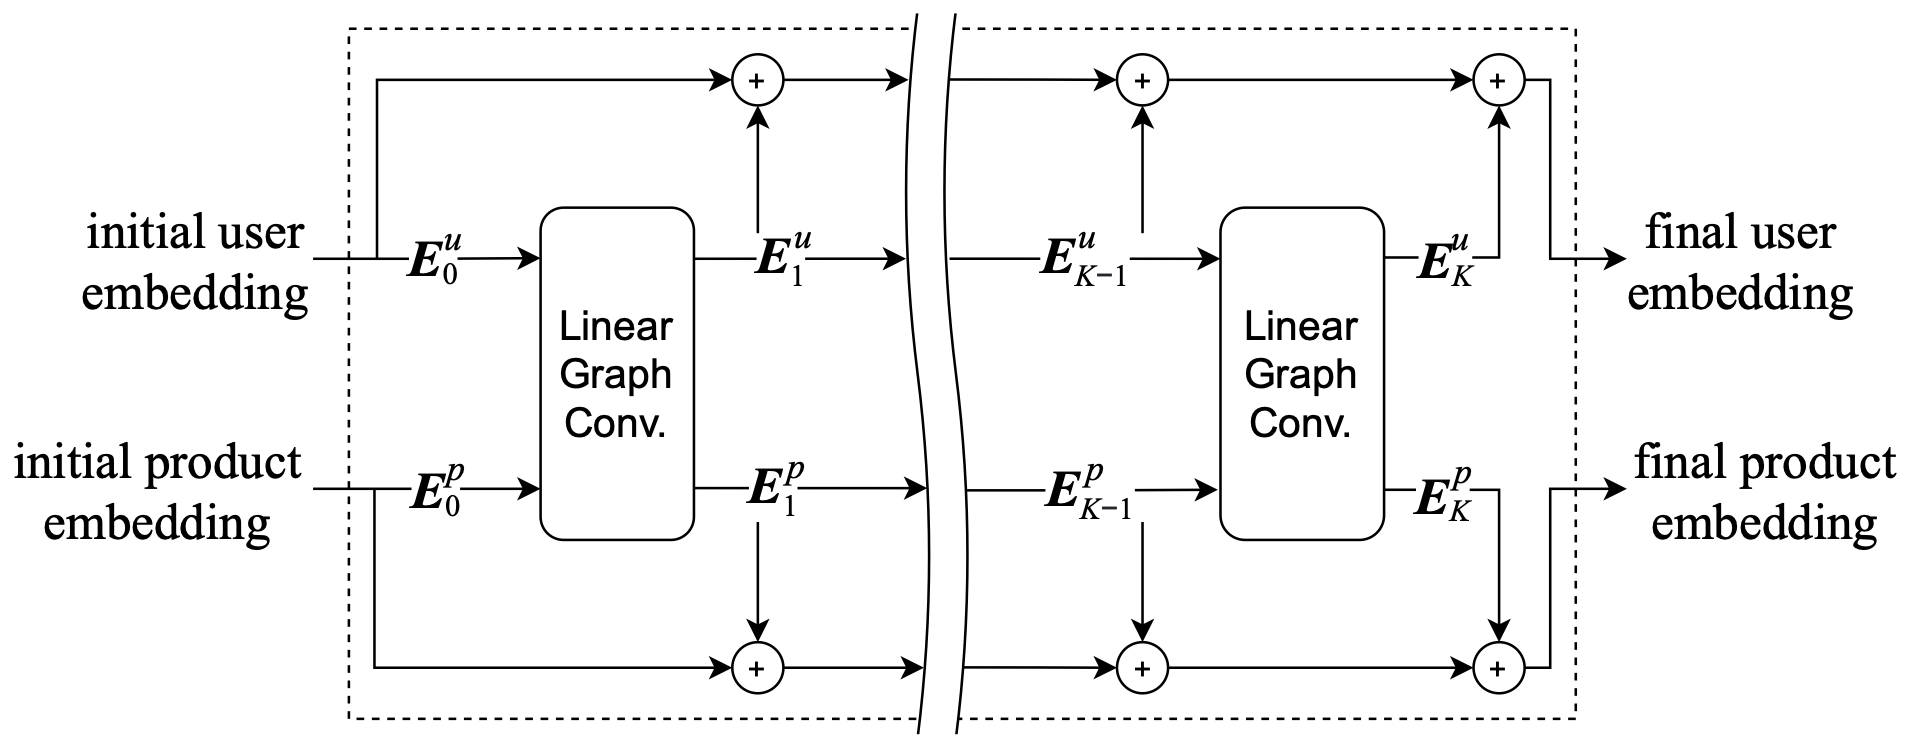 + + +
initial user
embedding
E_0^u
E_1^u
E_{K-1}^u
E_K^u
final user
embedding
Linear
Graph
Conv.
Linear
Graph
Conv.
initial product
embedding
E_0^p
E_1^p
E_{K-1}^p
E_K^p
final product
embedding
+ + +